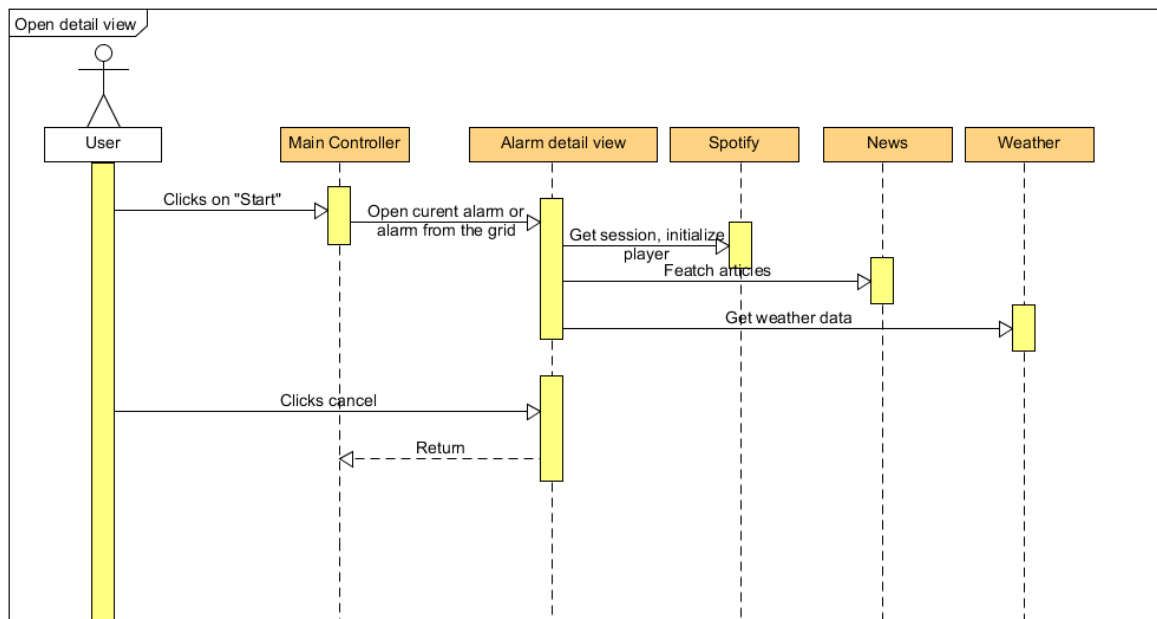 Open detail view
User
Main Controller
Alarm detail view
Spotify
News
Weather
Clicks on "Start"
Open curent alarm or
alarm from the grid
Get session, initialize
player
Featch articles
Get weather data
Clicks cancel
Return